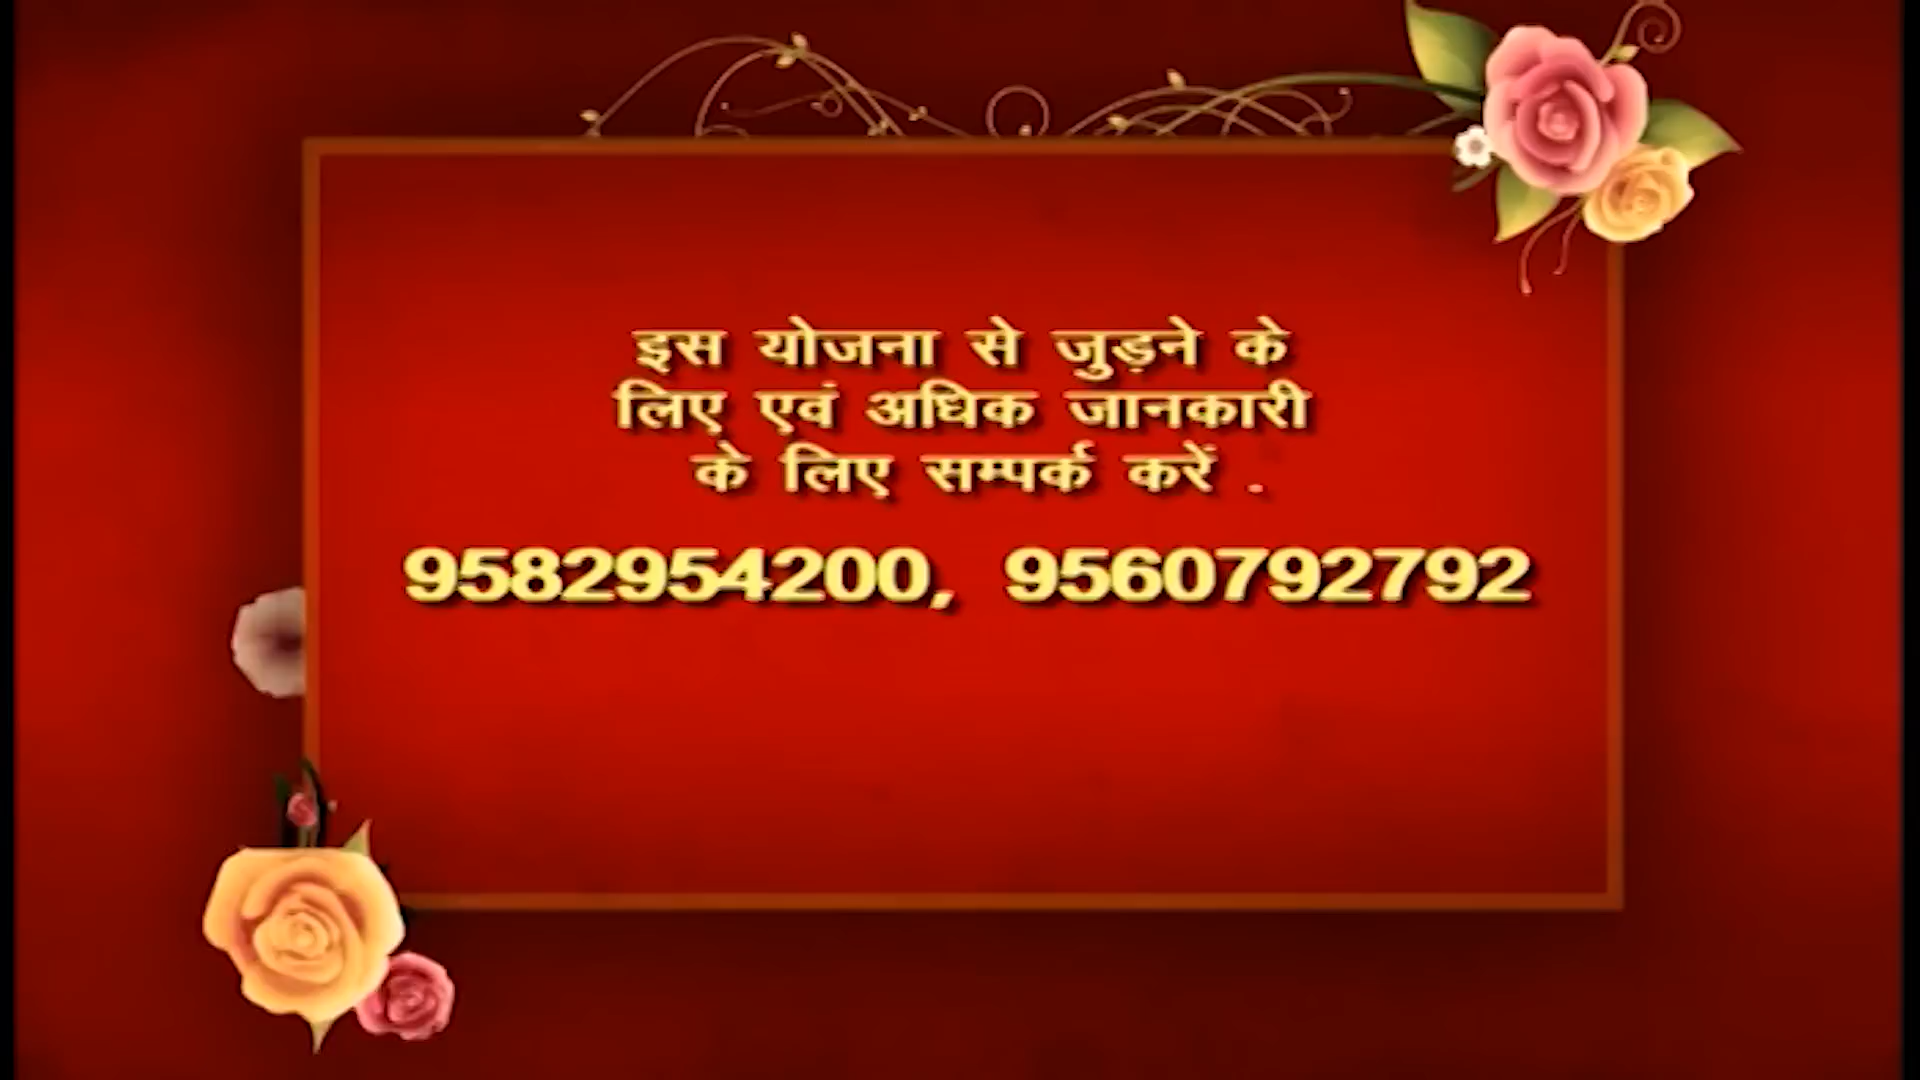 इस योजना से जुड़ने के
लिए एवं अधिक जानकारी
के लिए सम्पर्क करें .
9582954200, 9560792792